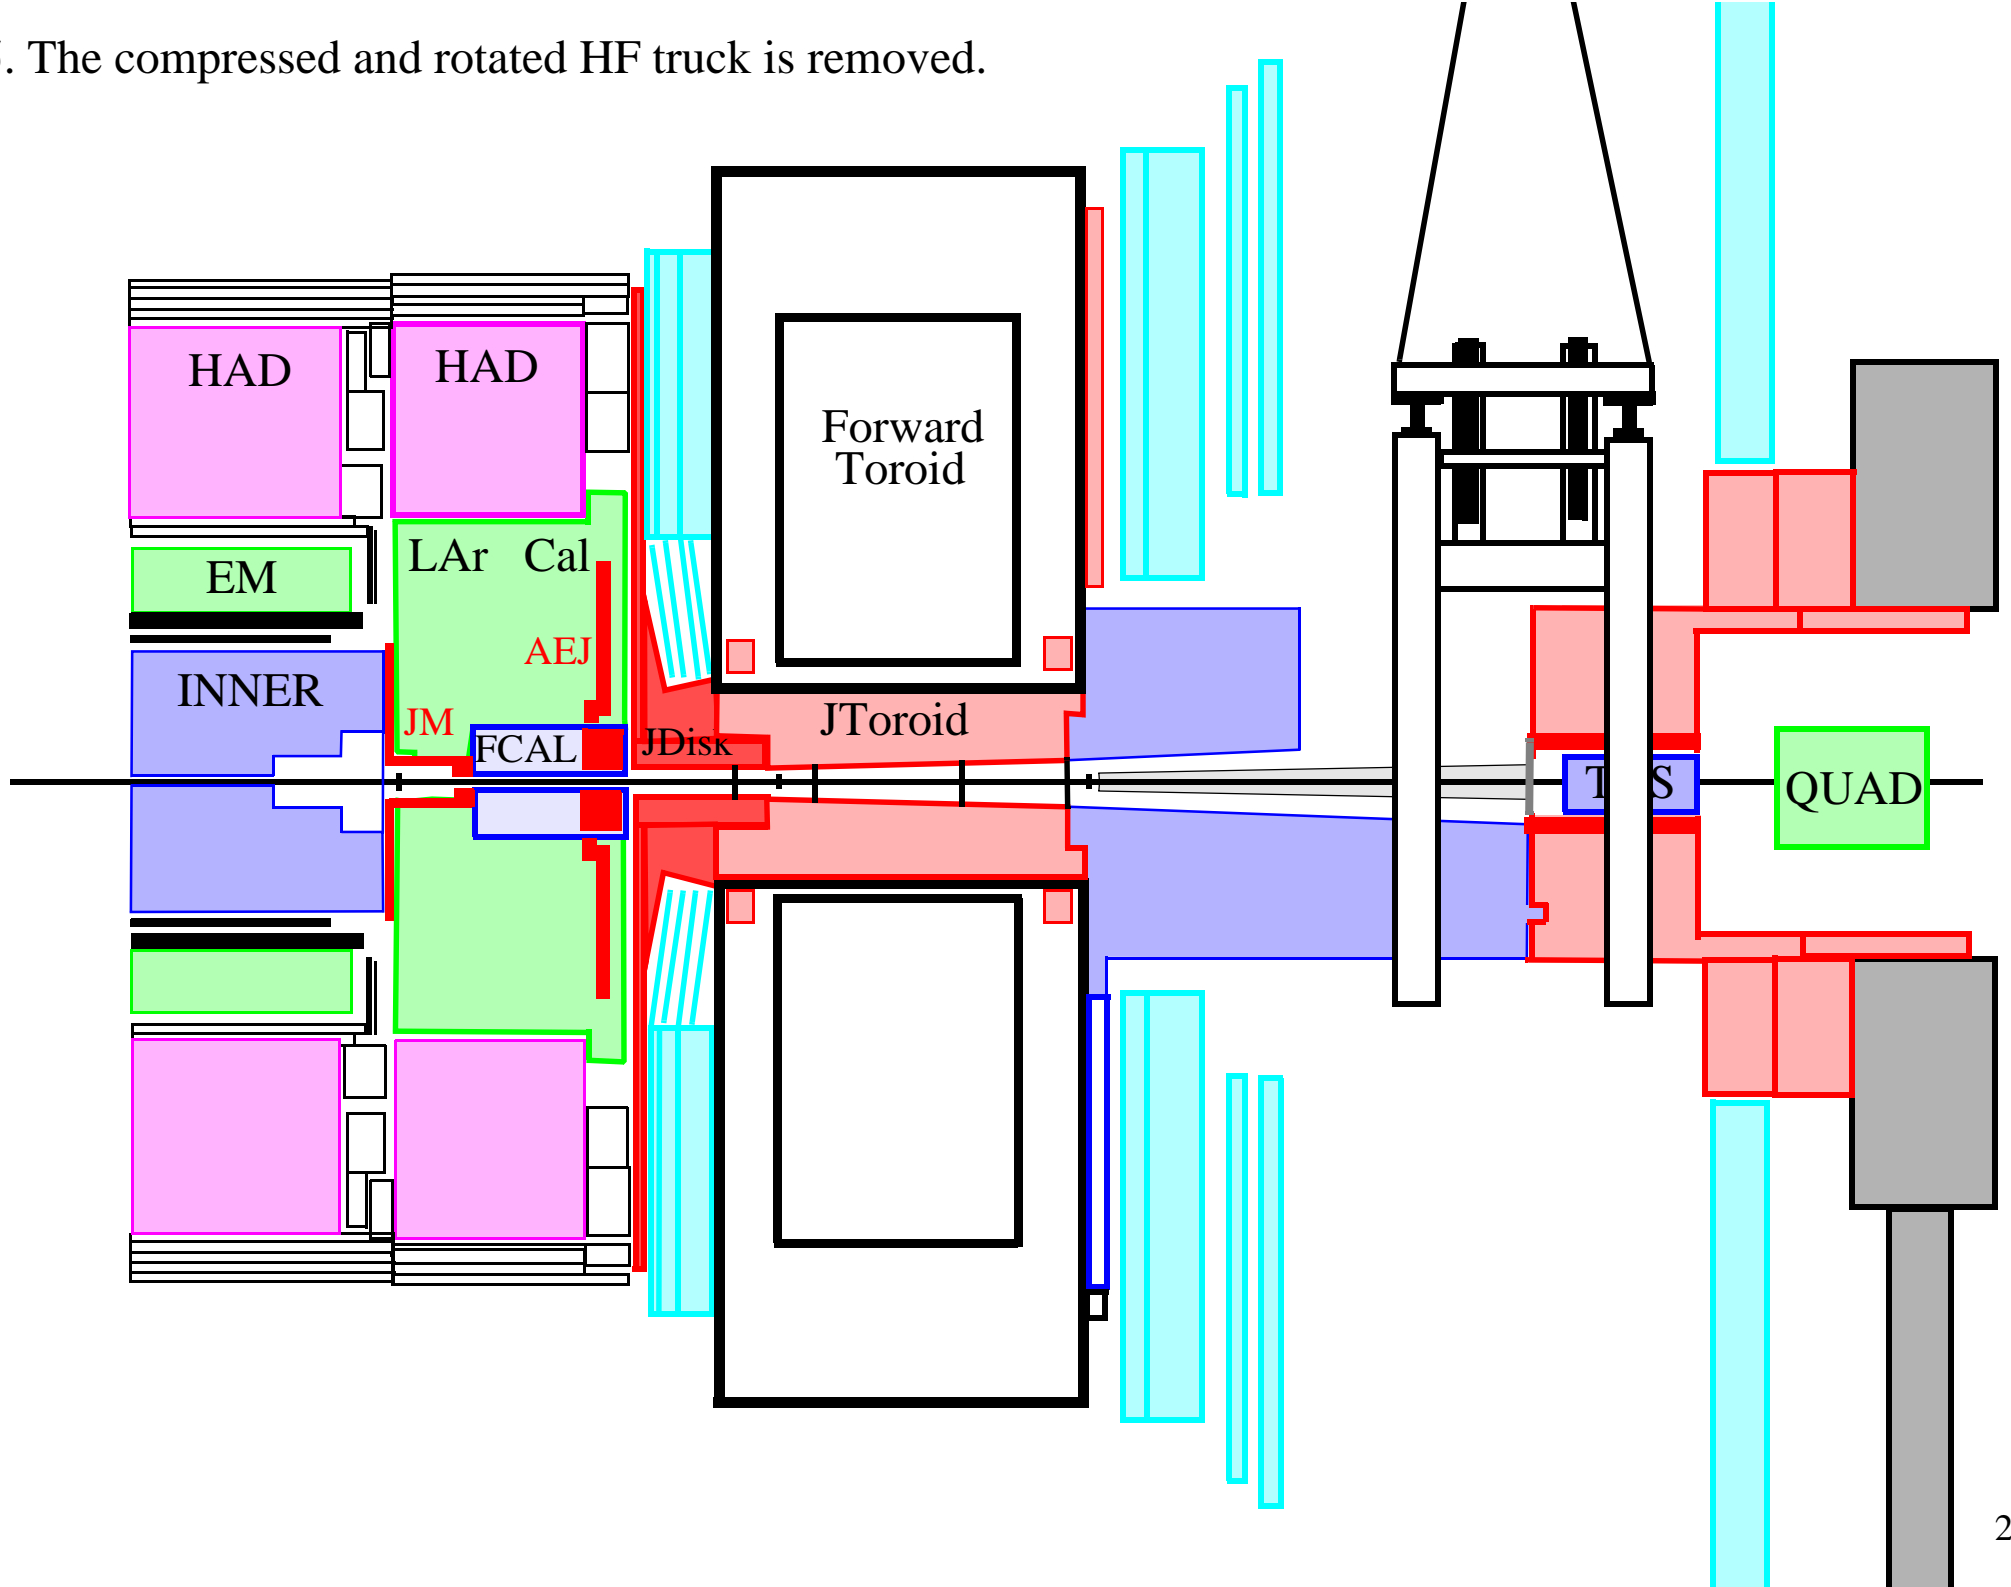 . The compressed and rotated HF truck is removed.
HAD
HAD
Forward
Toroid
LAr Cal
EM
AEJ
INNER
JM
JToroid
FCAL
JDisk
QUAD
2